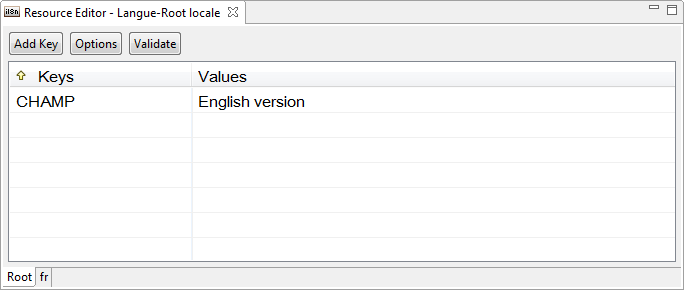 i18n Resource Editor - Langue-Root locale
Add Key Options Validate
Keys Values
CHAMP English version
Root fr